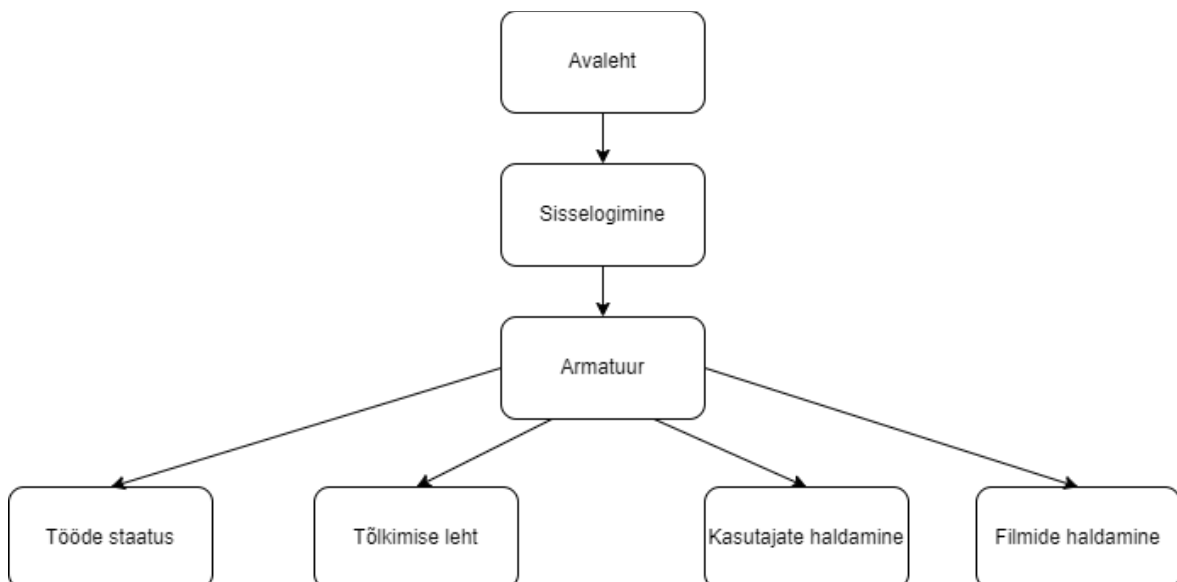 Avaleht
Sisselogimine
Armatuur
Tööde staatus
Tõlkimise leht
Kasutajate haldamine
Filmide haldamine